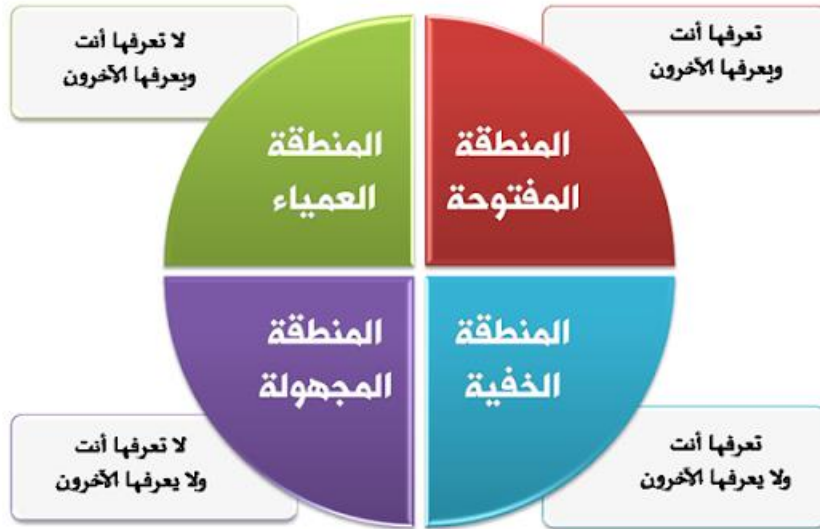 تعرفها أنت
ويعرفها الآخرون
المنطقة
المفتوحة
لا تعرفها أنت
ويعرفها الآخرون
المنطقة
العمياء
تعرفها أنت
ولا يعرفها الآخرون
المنطقة
الخفية
لا تعرفها أنت
ولا يعرفها الآخرون
المنطقة
المجهولة